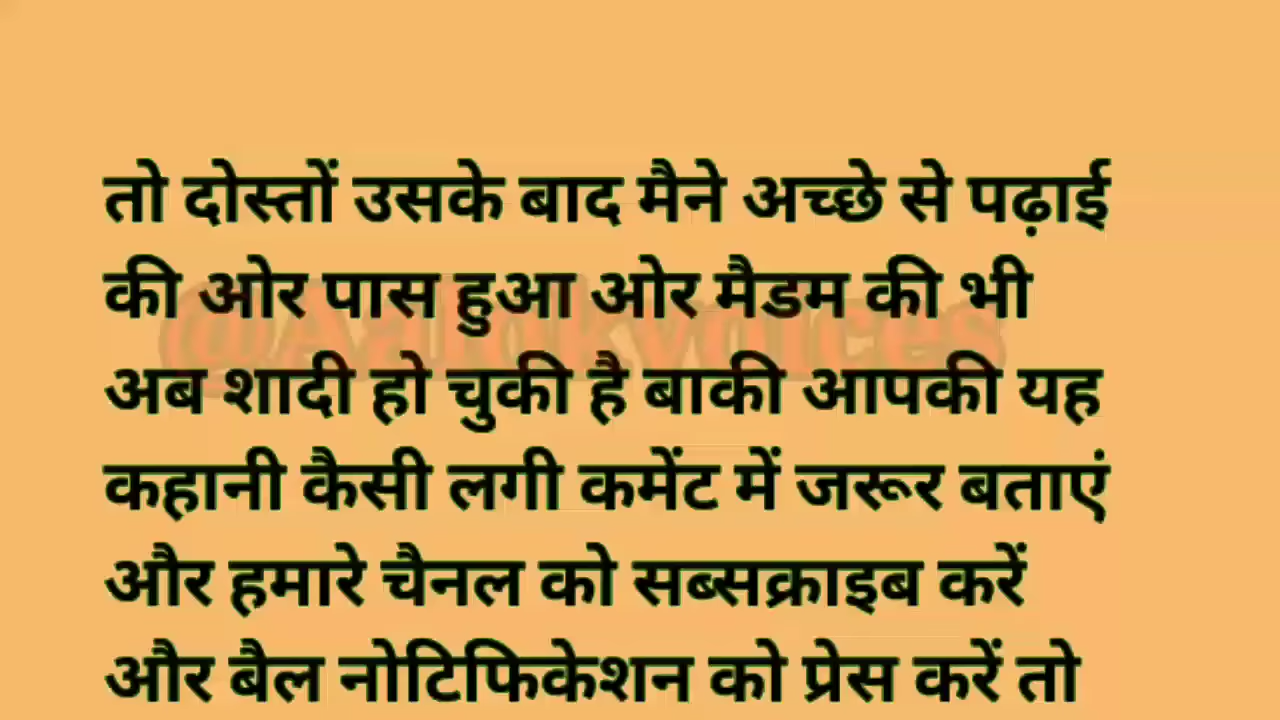 तो दोस्तों उसके बाद मैने अच्छे से पढ़ाई
की ओर पास हुआ ओर मैडम की भी
@Aalokvoices
अब शादी हो चुकी है बाकी आपकी यह
कहानी कैसी लगी कमेंट में जरूर बताएं
और हमारे चैनल को सब्सक्राइब करें
और बैल नोटिफिकेशन को प्रेस करें तो